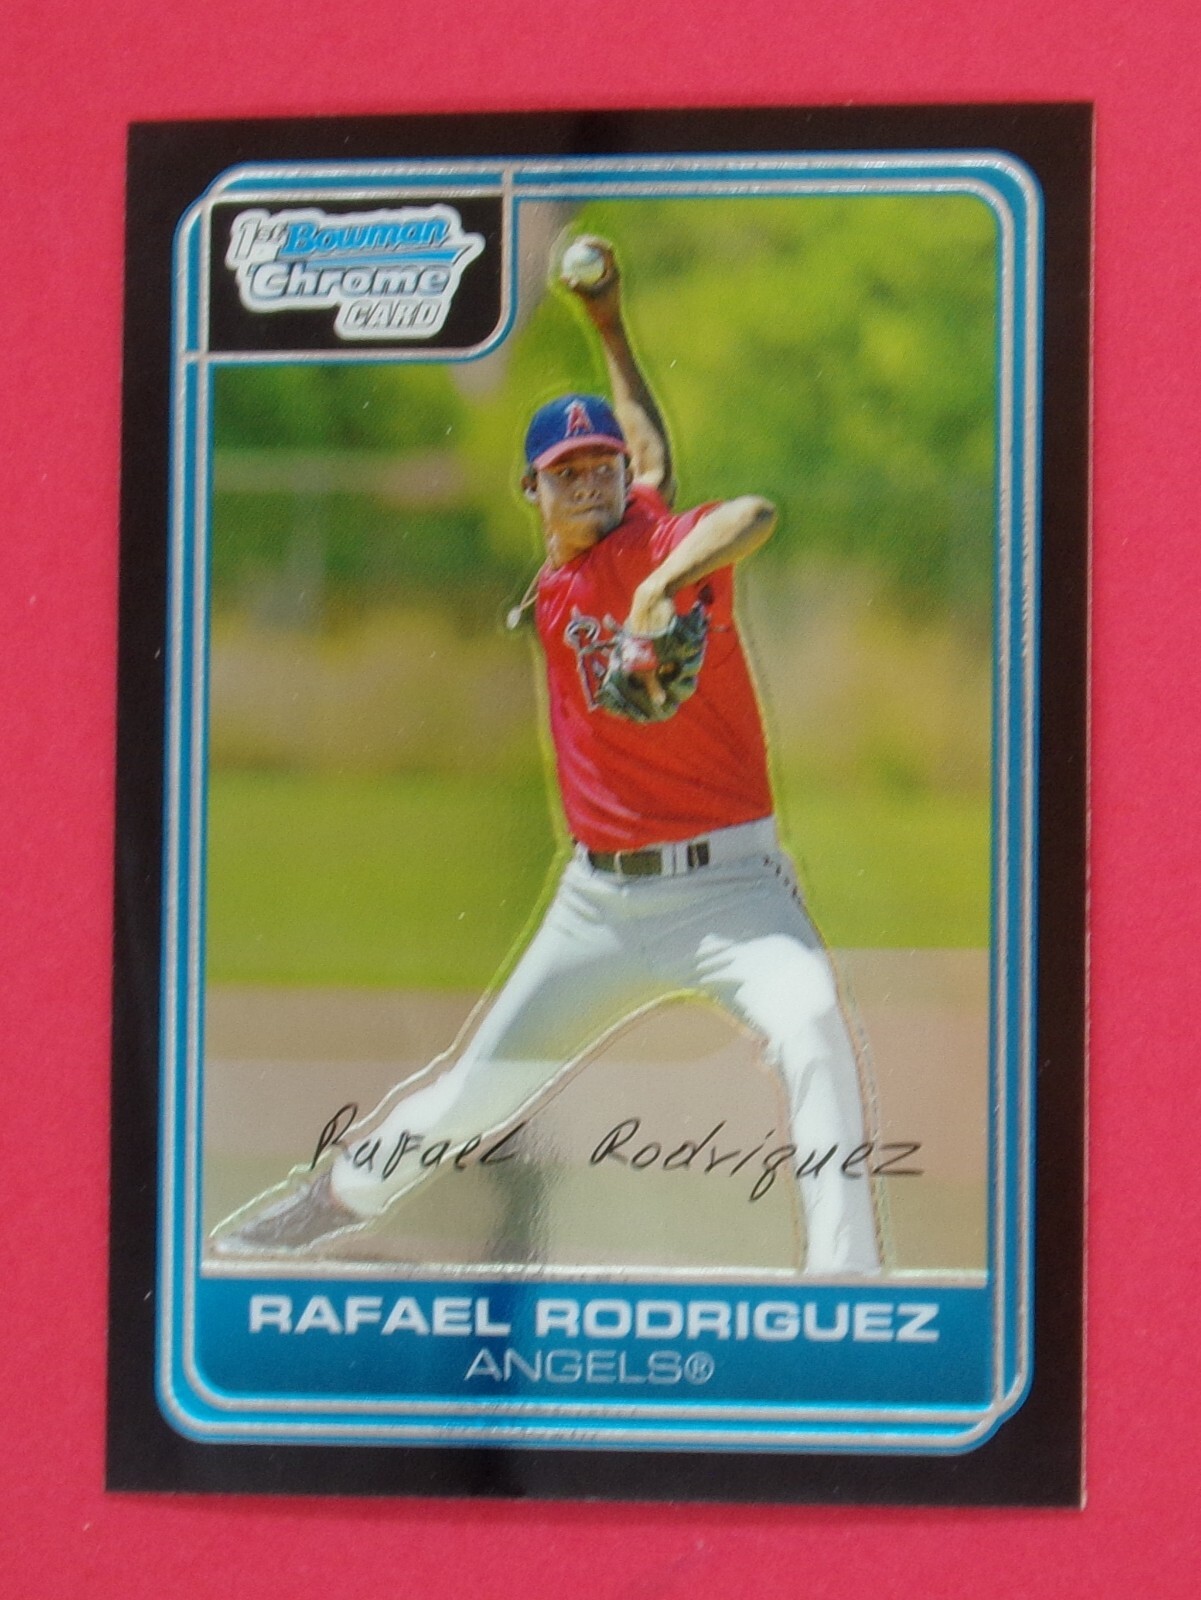 1st Bowman
Chrome
CARD
A
Rafael Rodriguez
RAFAEL RODRIGUEZ
ANGELS®